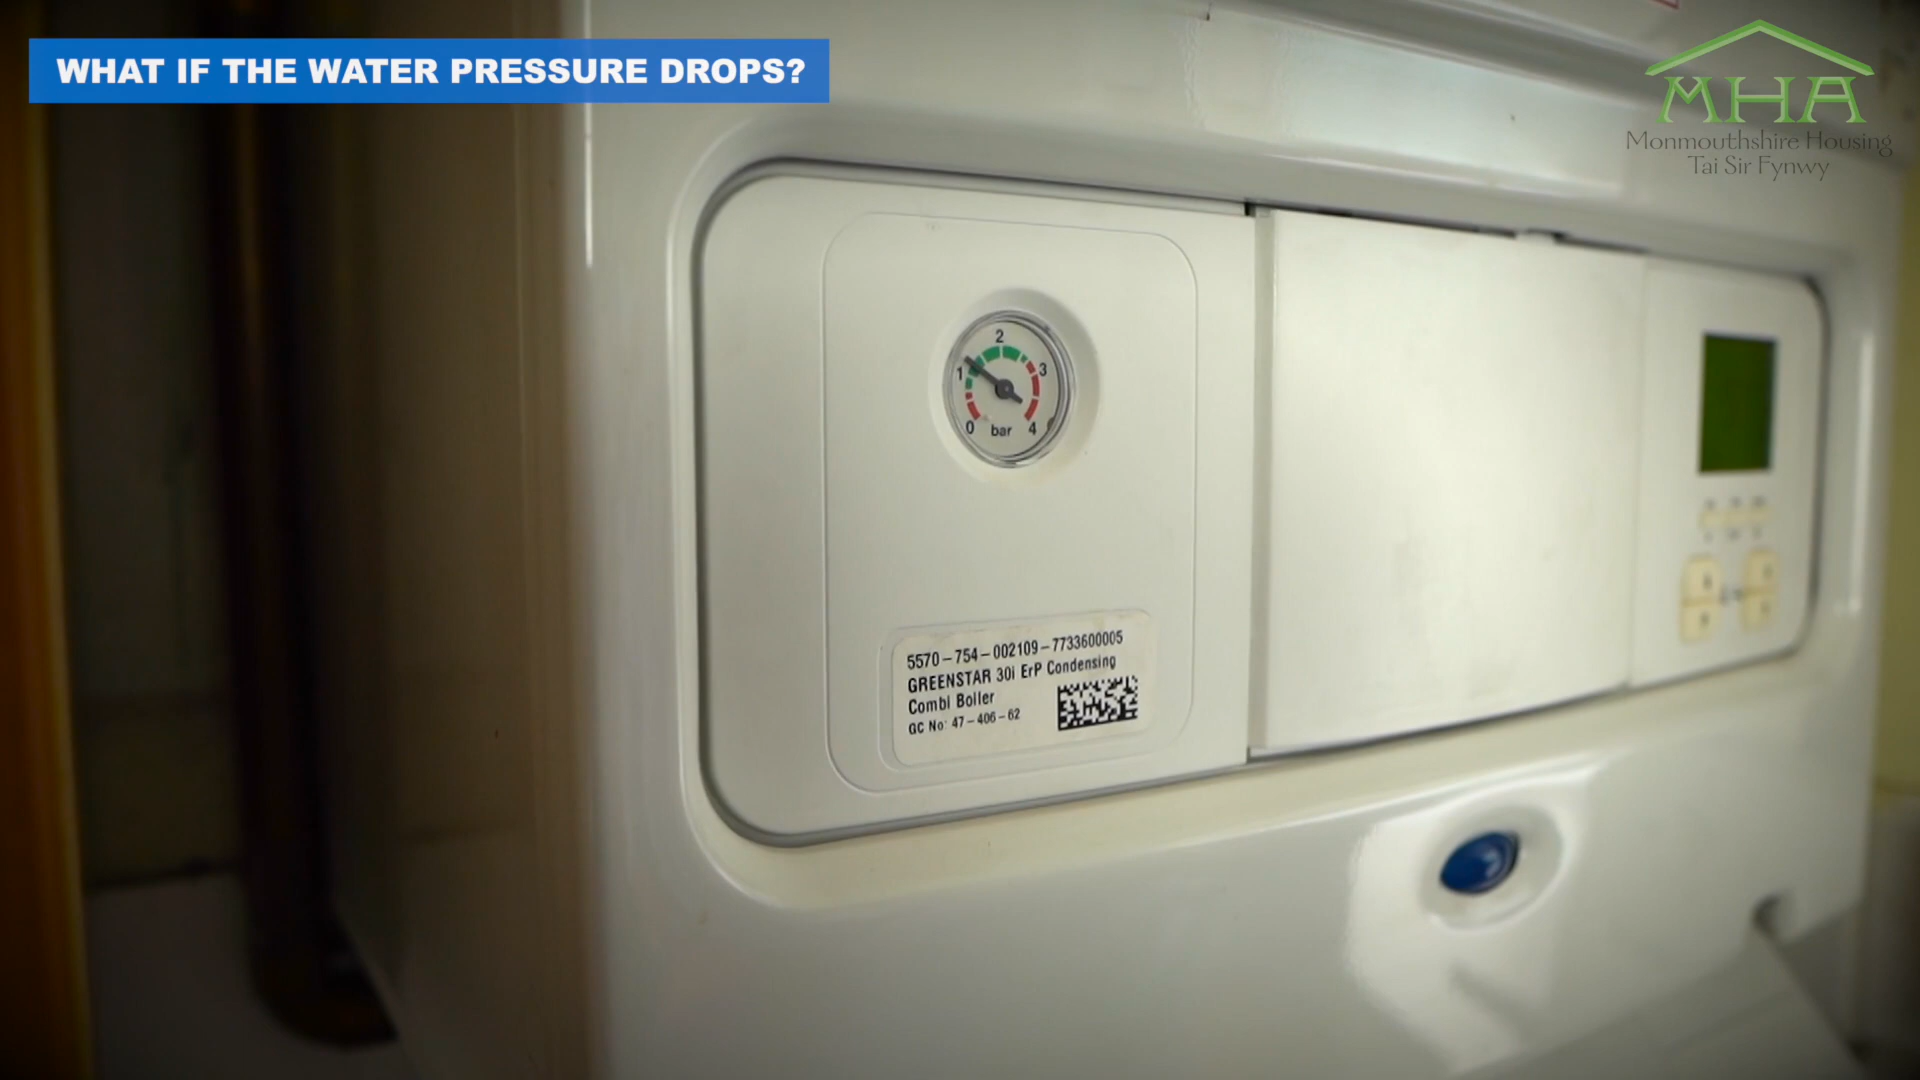 WHAT IF THE WATER PRESSURE DROPS?
MHA
Monmouthshire Housing
Tai Sir Fynwy
2
1
3
0 bar 4
5570-754-002109-7733600005
GREENSTAR 30i ErP Condensing
Combi Boiler
GC No: 47-406-62